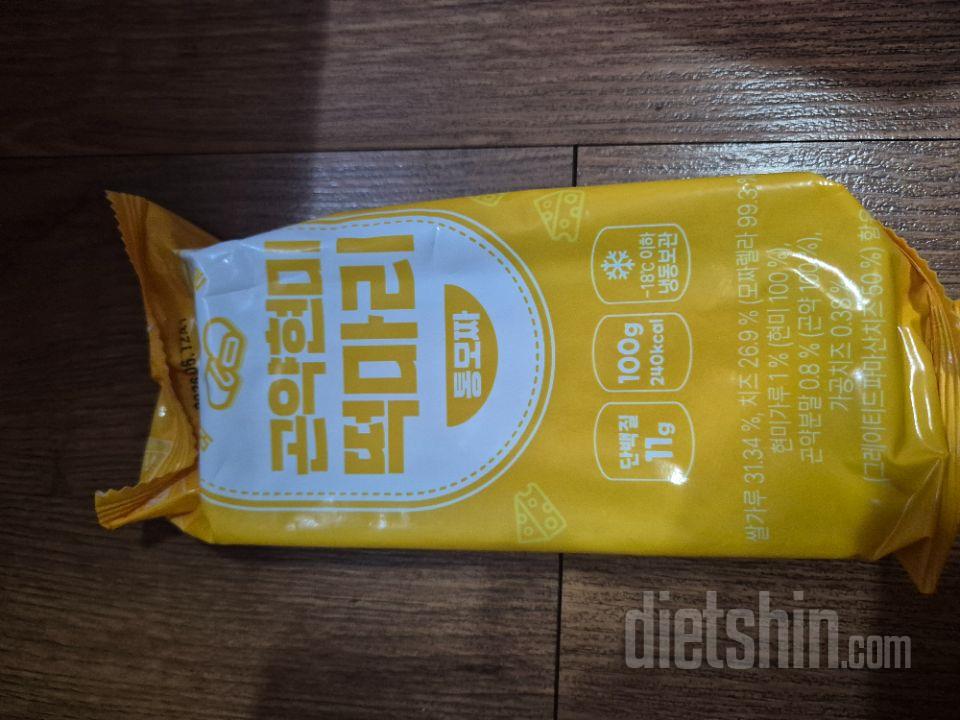 곤약현미
떡마리
통모짜
단백질
11g
100g
240kcal
-18℃ 이하
냉동보관
쌀가루 31.34 %, 치즈 26.9 % (모짜렐라 99.3
현미가루 1 % (현미 100 %),
곤약분말 0.8 % (곤약 100 %),
가공치즈 0.38 %
(그레이티드파마산치즈 60 %) 함유
dietshin.com